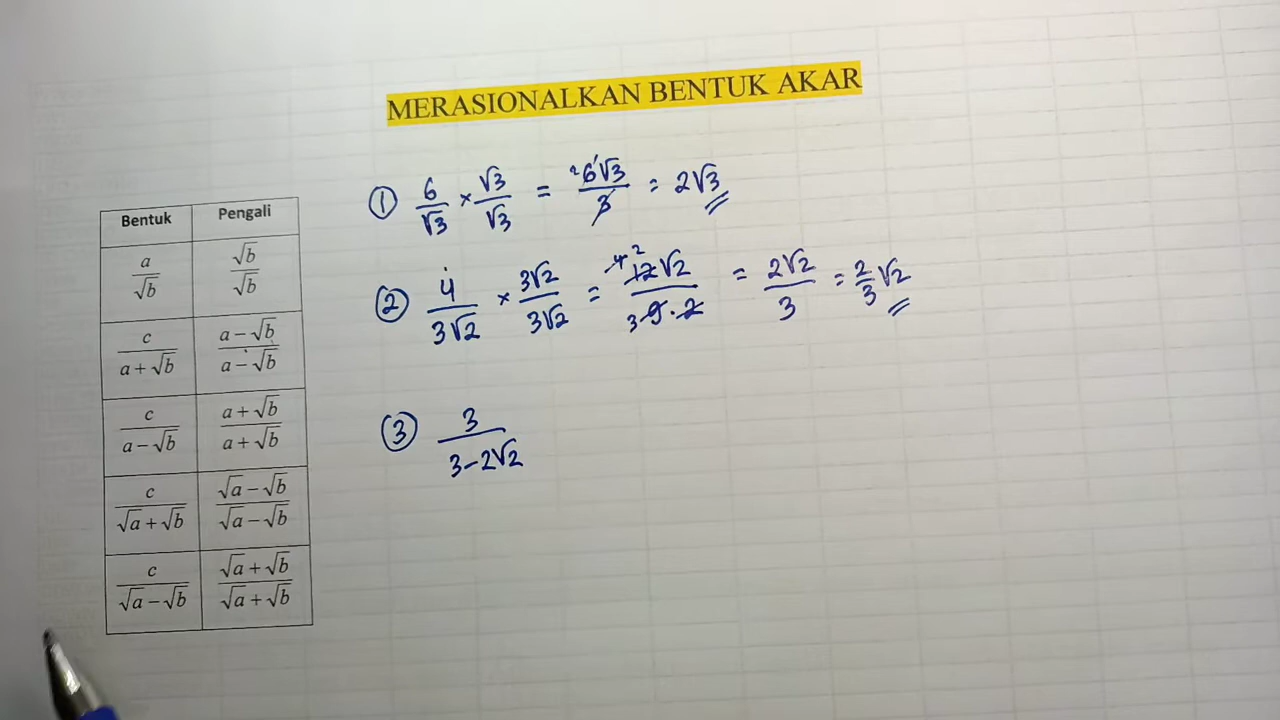 MERASIONALKAN BENTUK AKAR
① 6/√3 × √3/√3 = 6√3/3 = 2√3
② 4/3√2 × 3√2/3√2 = 12√2/9·2 = 2√2/3 = 2/3 √2
③ 3/3-2√2
Bentuk Pengali
a/√b √b/√b
c/a+√b a-√b/a-√b
c/a-√b a+√b/a+√b
c/√a+√b √a-√b/√a-√b
c/√a-√b √a+√b/√a+√b